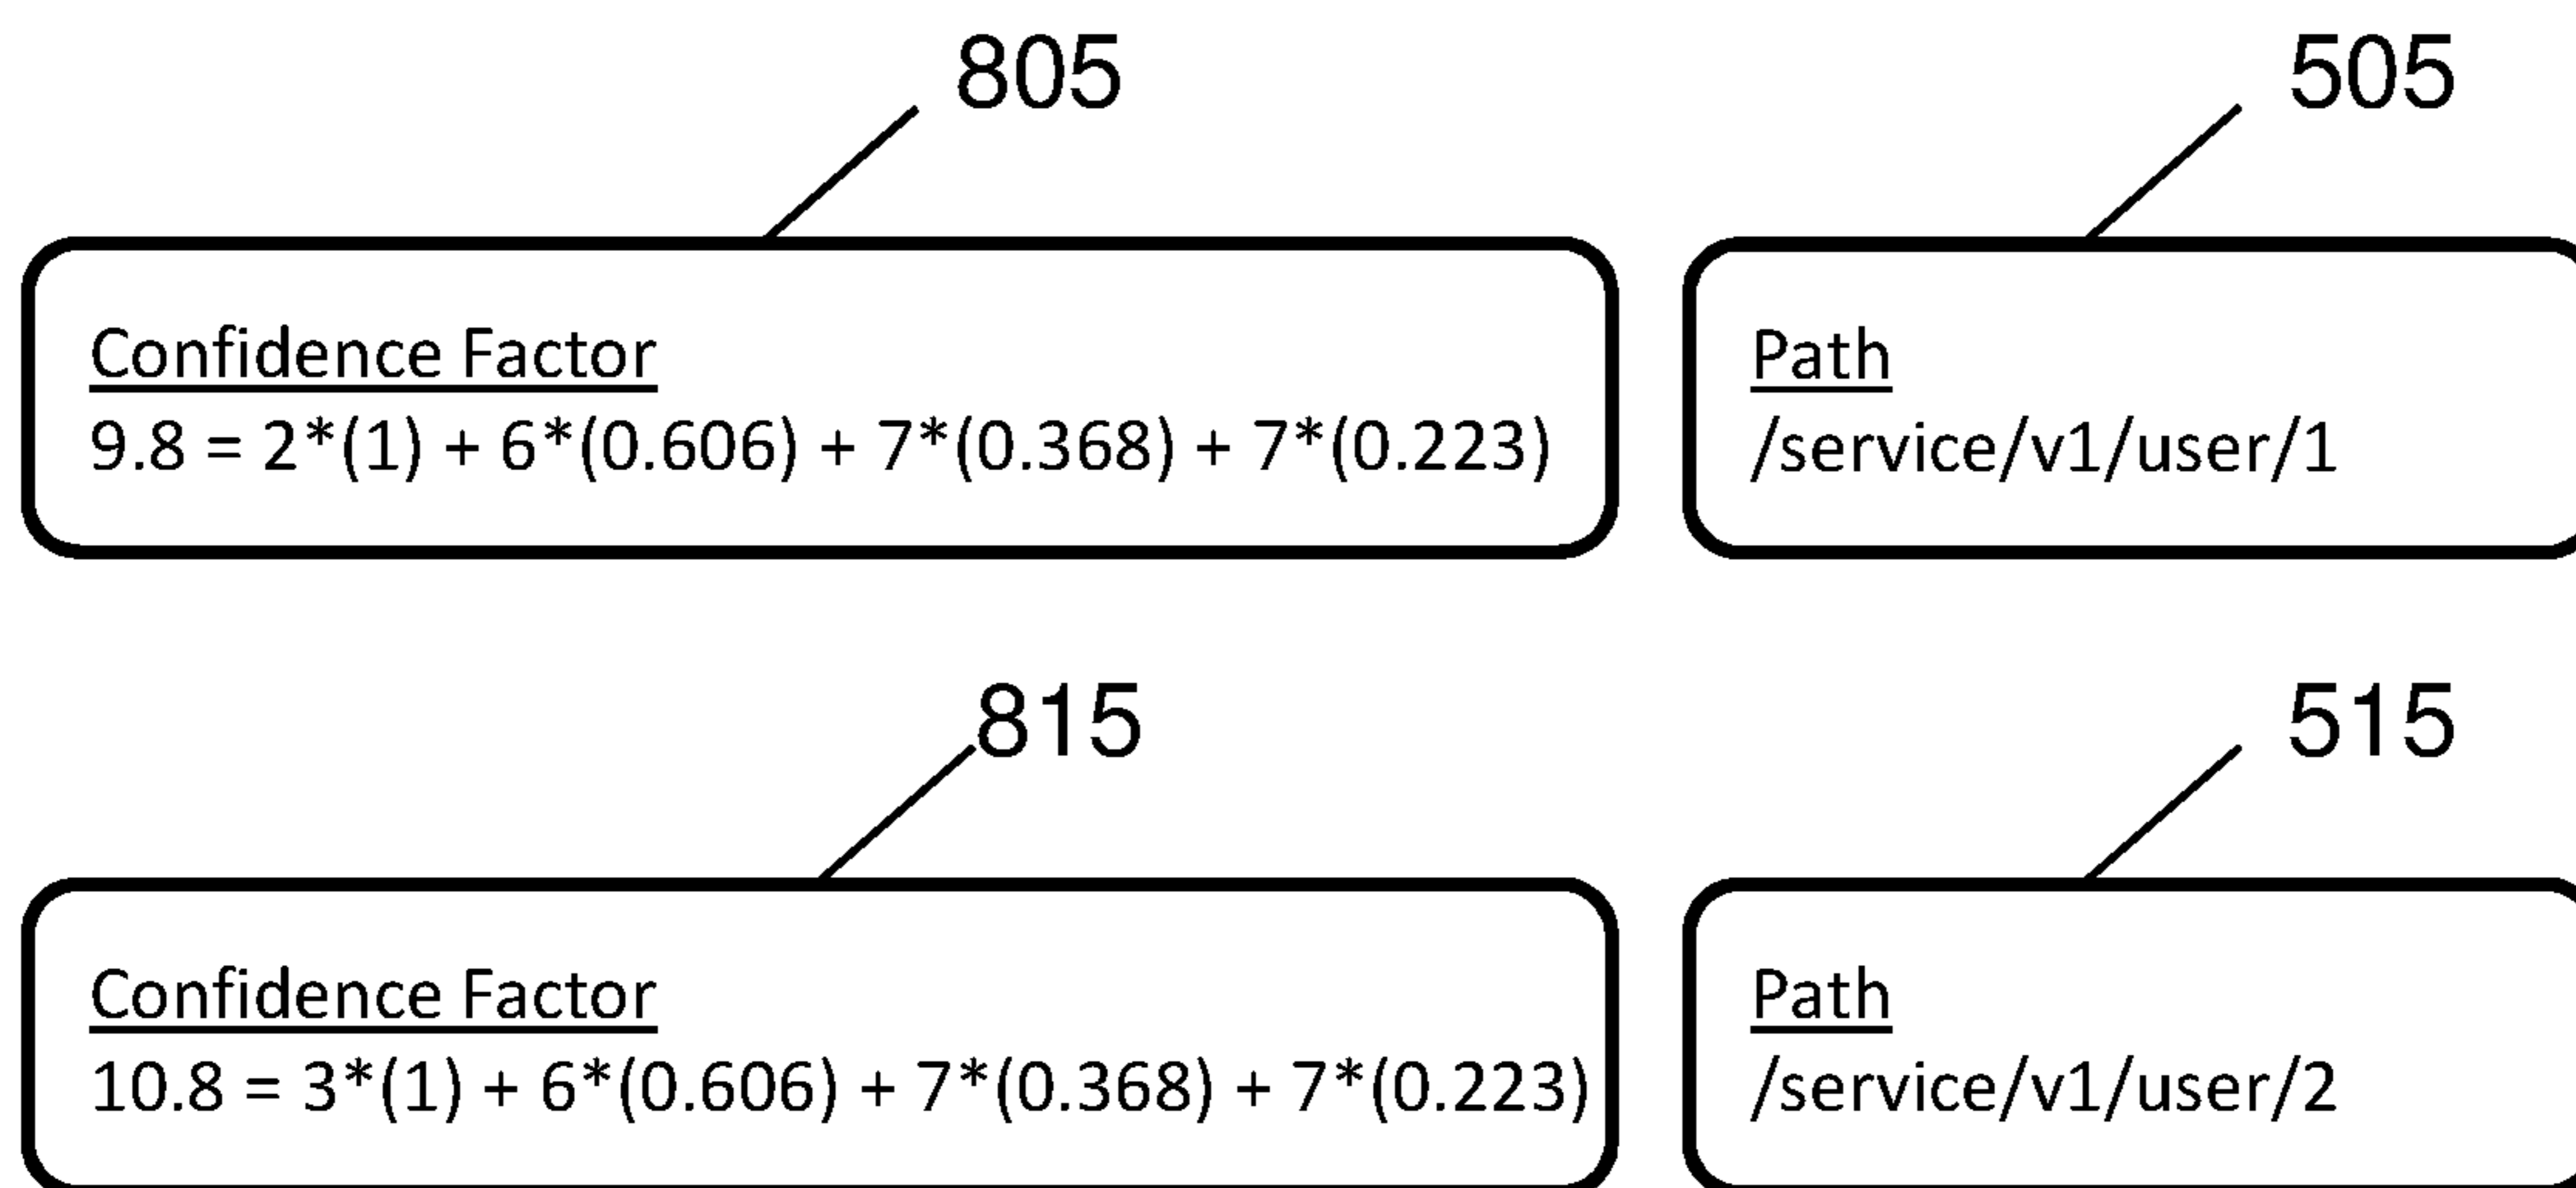 805
505
Confidence Factor
9.8 = 2*(1) + 6*(0.606) + 7*(0.368) + 7*(0.223)
Path
/service/v1/user/1
815
515
Confidence Factor
10.8 = 3*(1) + 6*(0.606) + 7*(0.368) + 7*(0.223)
Path
/service/v1/user/2